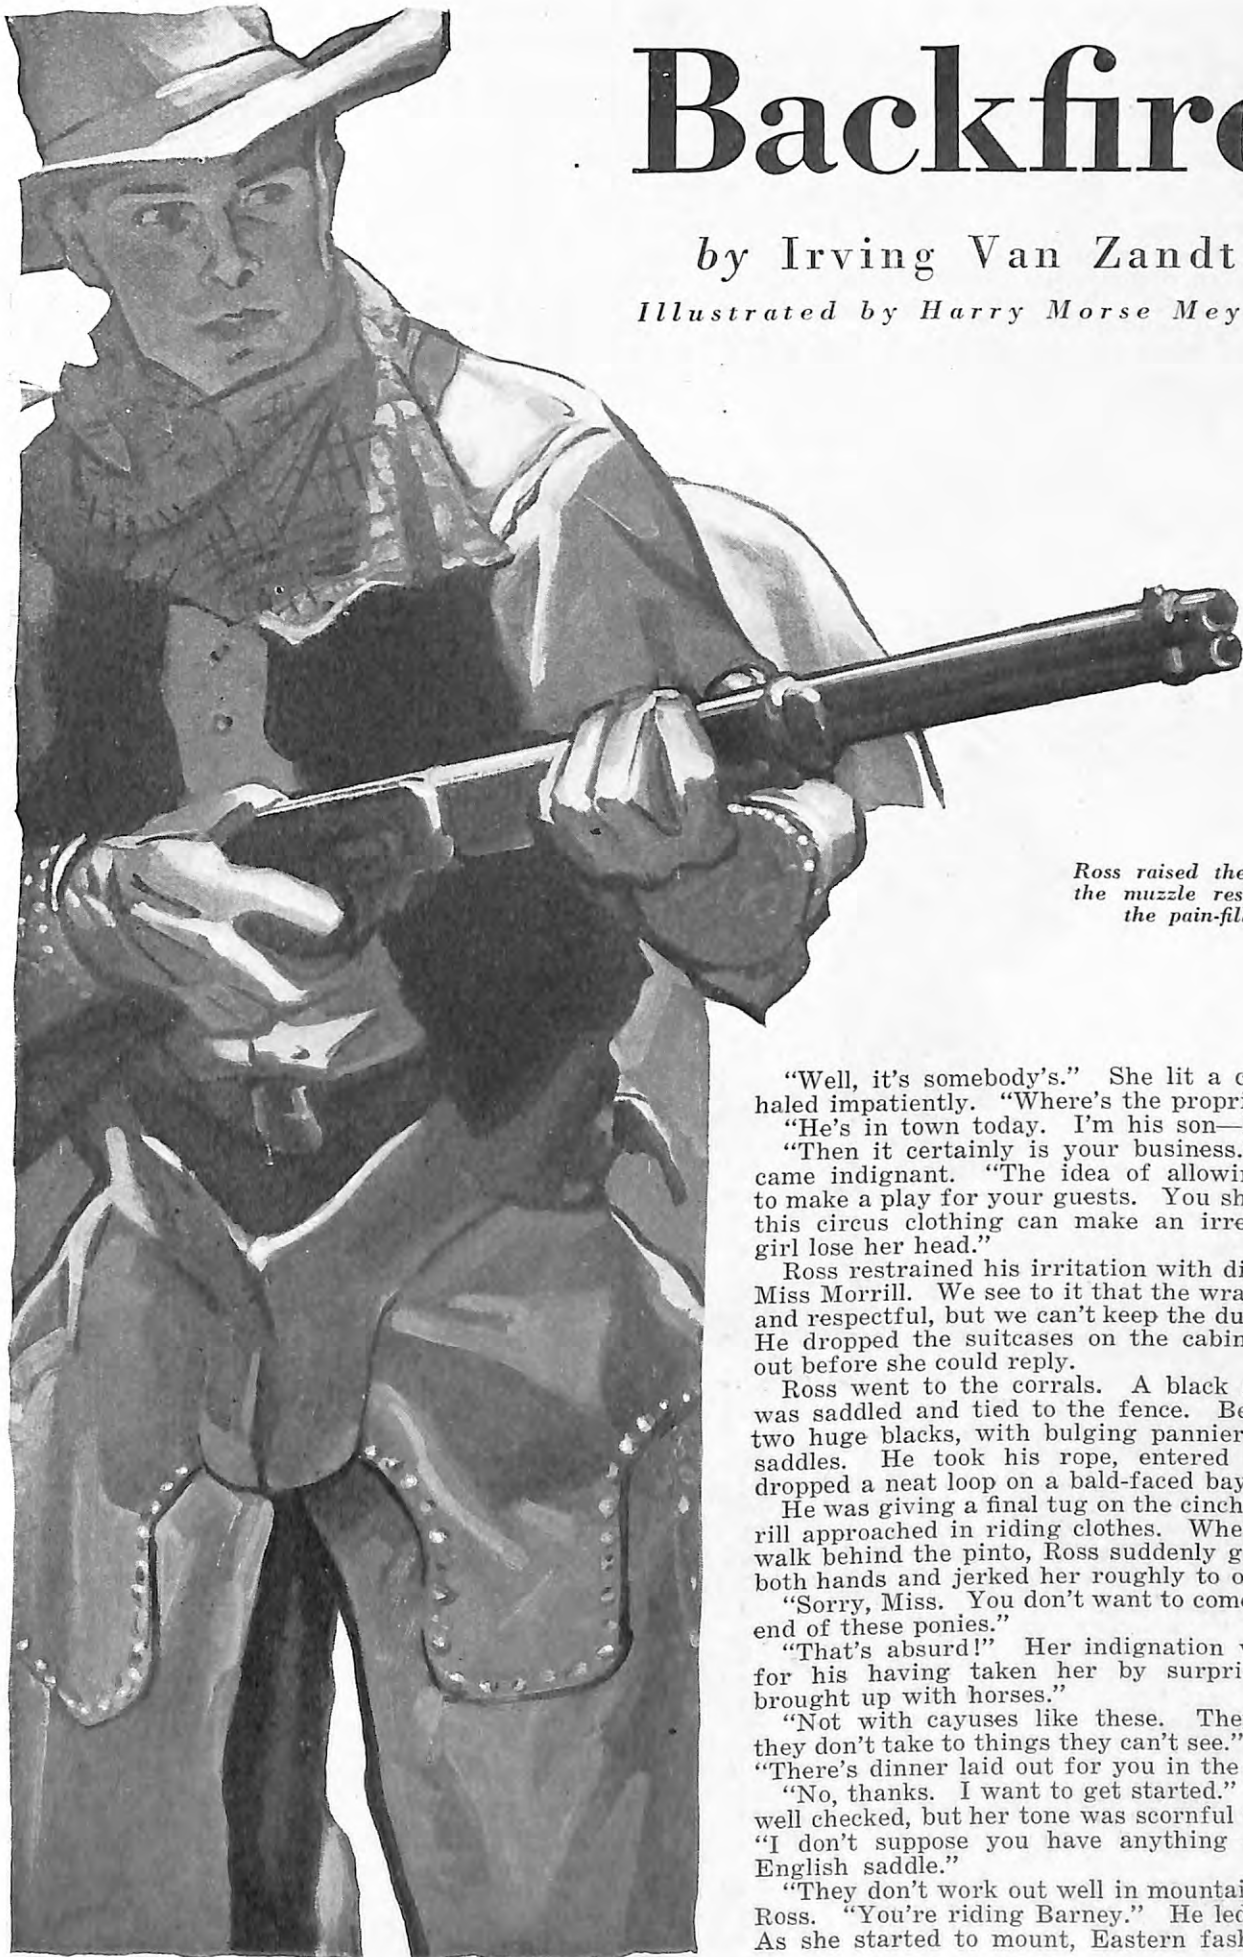 Backfire
by Irving Van Zandt
Illustrated by Harry Morse Mey
Ross raised the
the muzzle res
the pain-fil
“Well, it's somebody's.” She lit a c
haled impatiently. “Where's the propri
“He's in town today. I'm his son—
“Then it certainly is your business.
came indignant. “The idea of allowi
to make a play for your guests. You sh
this circus clothing can make an irre
girl lose her head.”
Ross restrained his irritation with di
Miss Morrill. We see to it that the wra
and respectful, but we can't keep the du
He dropped the suitcases on the cabin
out before she could reply.
Ross went to the corrals. A black
was saddled and tied to the fence. Be
two huge blacks, with bulging pannier
saddles. He took his rope, entered
dropped a neat loop on a bald-faced bay
He was giving a final tug on the cinch
rill approached in riding clothes. Whe
walk behind the pinto, Ross suddenly g
both hands and jerked her roughly to o
“Sorry, Miss. You don't want to come
end of these ponies.”
“That's absurd!” Her indignation
for his having taken her by surpri
brought up with horses.”
“Not with cayuses like these. The
they don't take to things they can't see.”
“There's dinner laid out for you in the
“No, thanks. I want to get started.”
well checked, but her tone was scornful
“I don't suppose you have anything
English saddle.”
“They don't work out well in mountai
Ross. “You're riding Barney.” He led
As she started to mount, Eastern fash